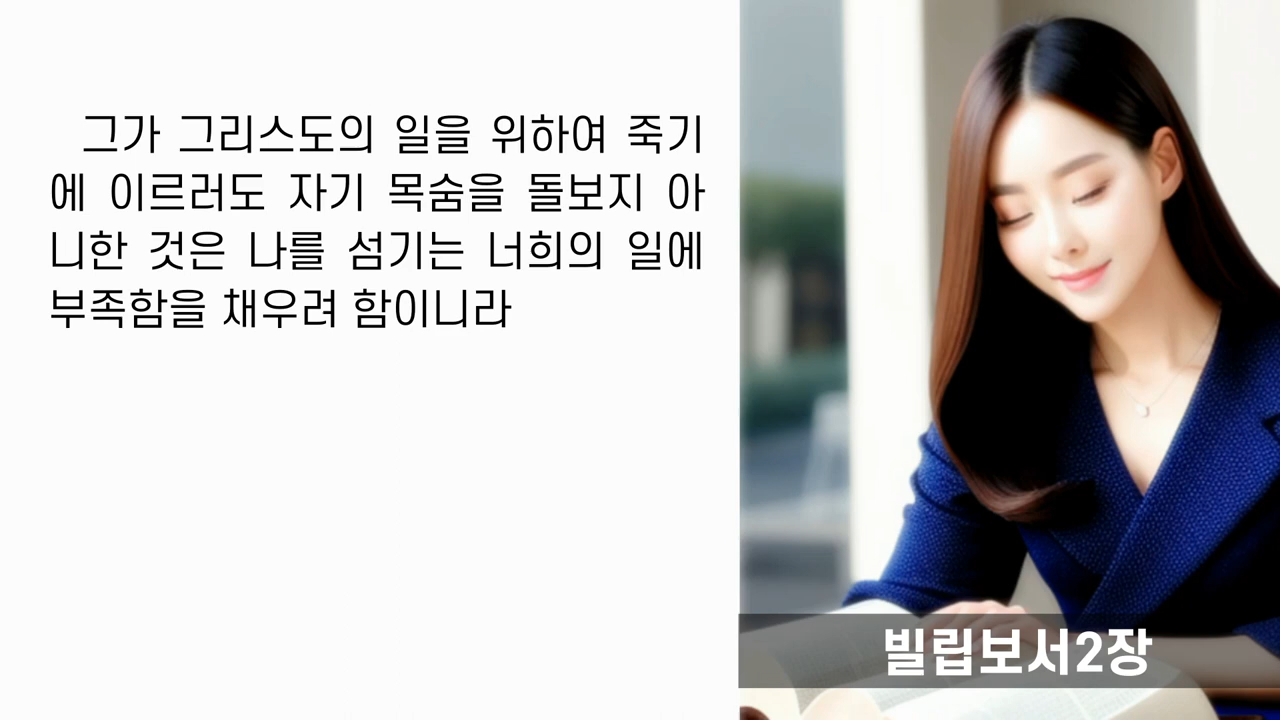 그가 그리스도의 일을 위하여 죽기
에 이르러도 자기 목숨을 돌보지 아
니한 것은 나를 섬기는 너희의 일에
부족함을 채우려 함이니라
빌립보서2장